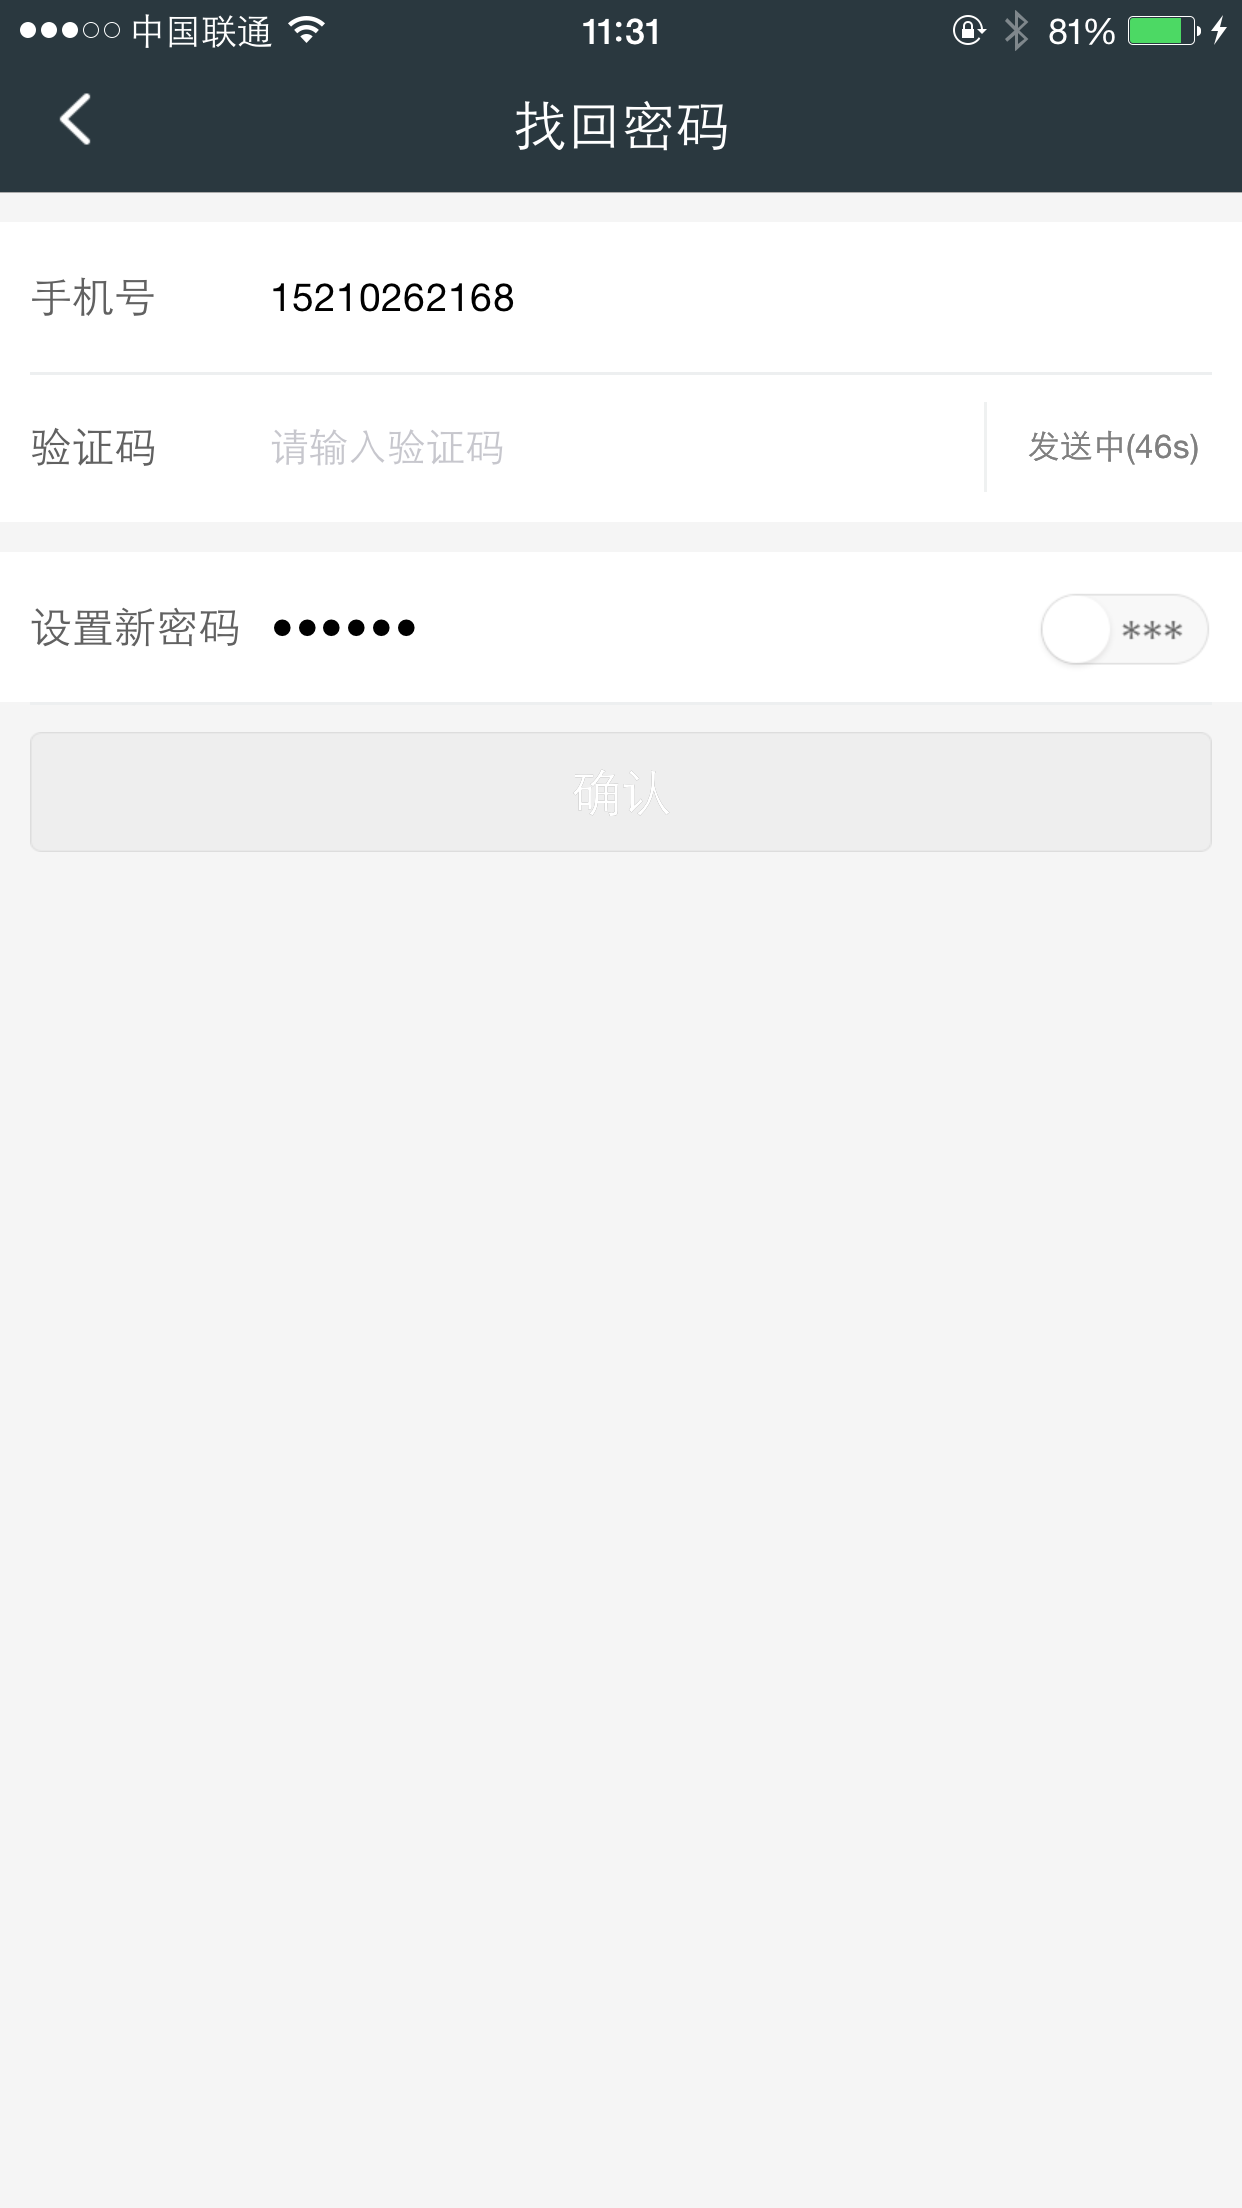 中国联通 11:31 81%
找回密码
手机号 15210262168
验证码 请输入验证码 发送中(46s)
设置新密码 •••••• ***
确认